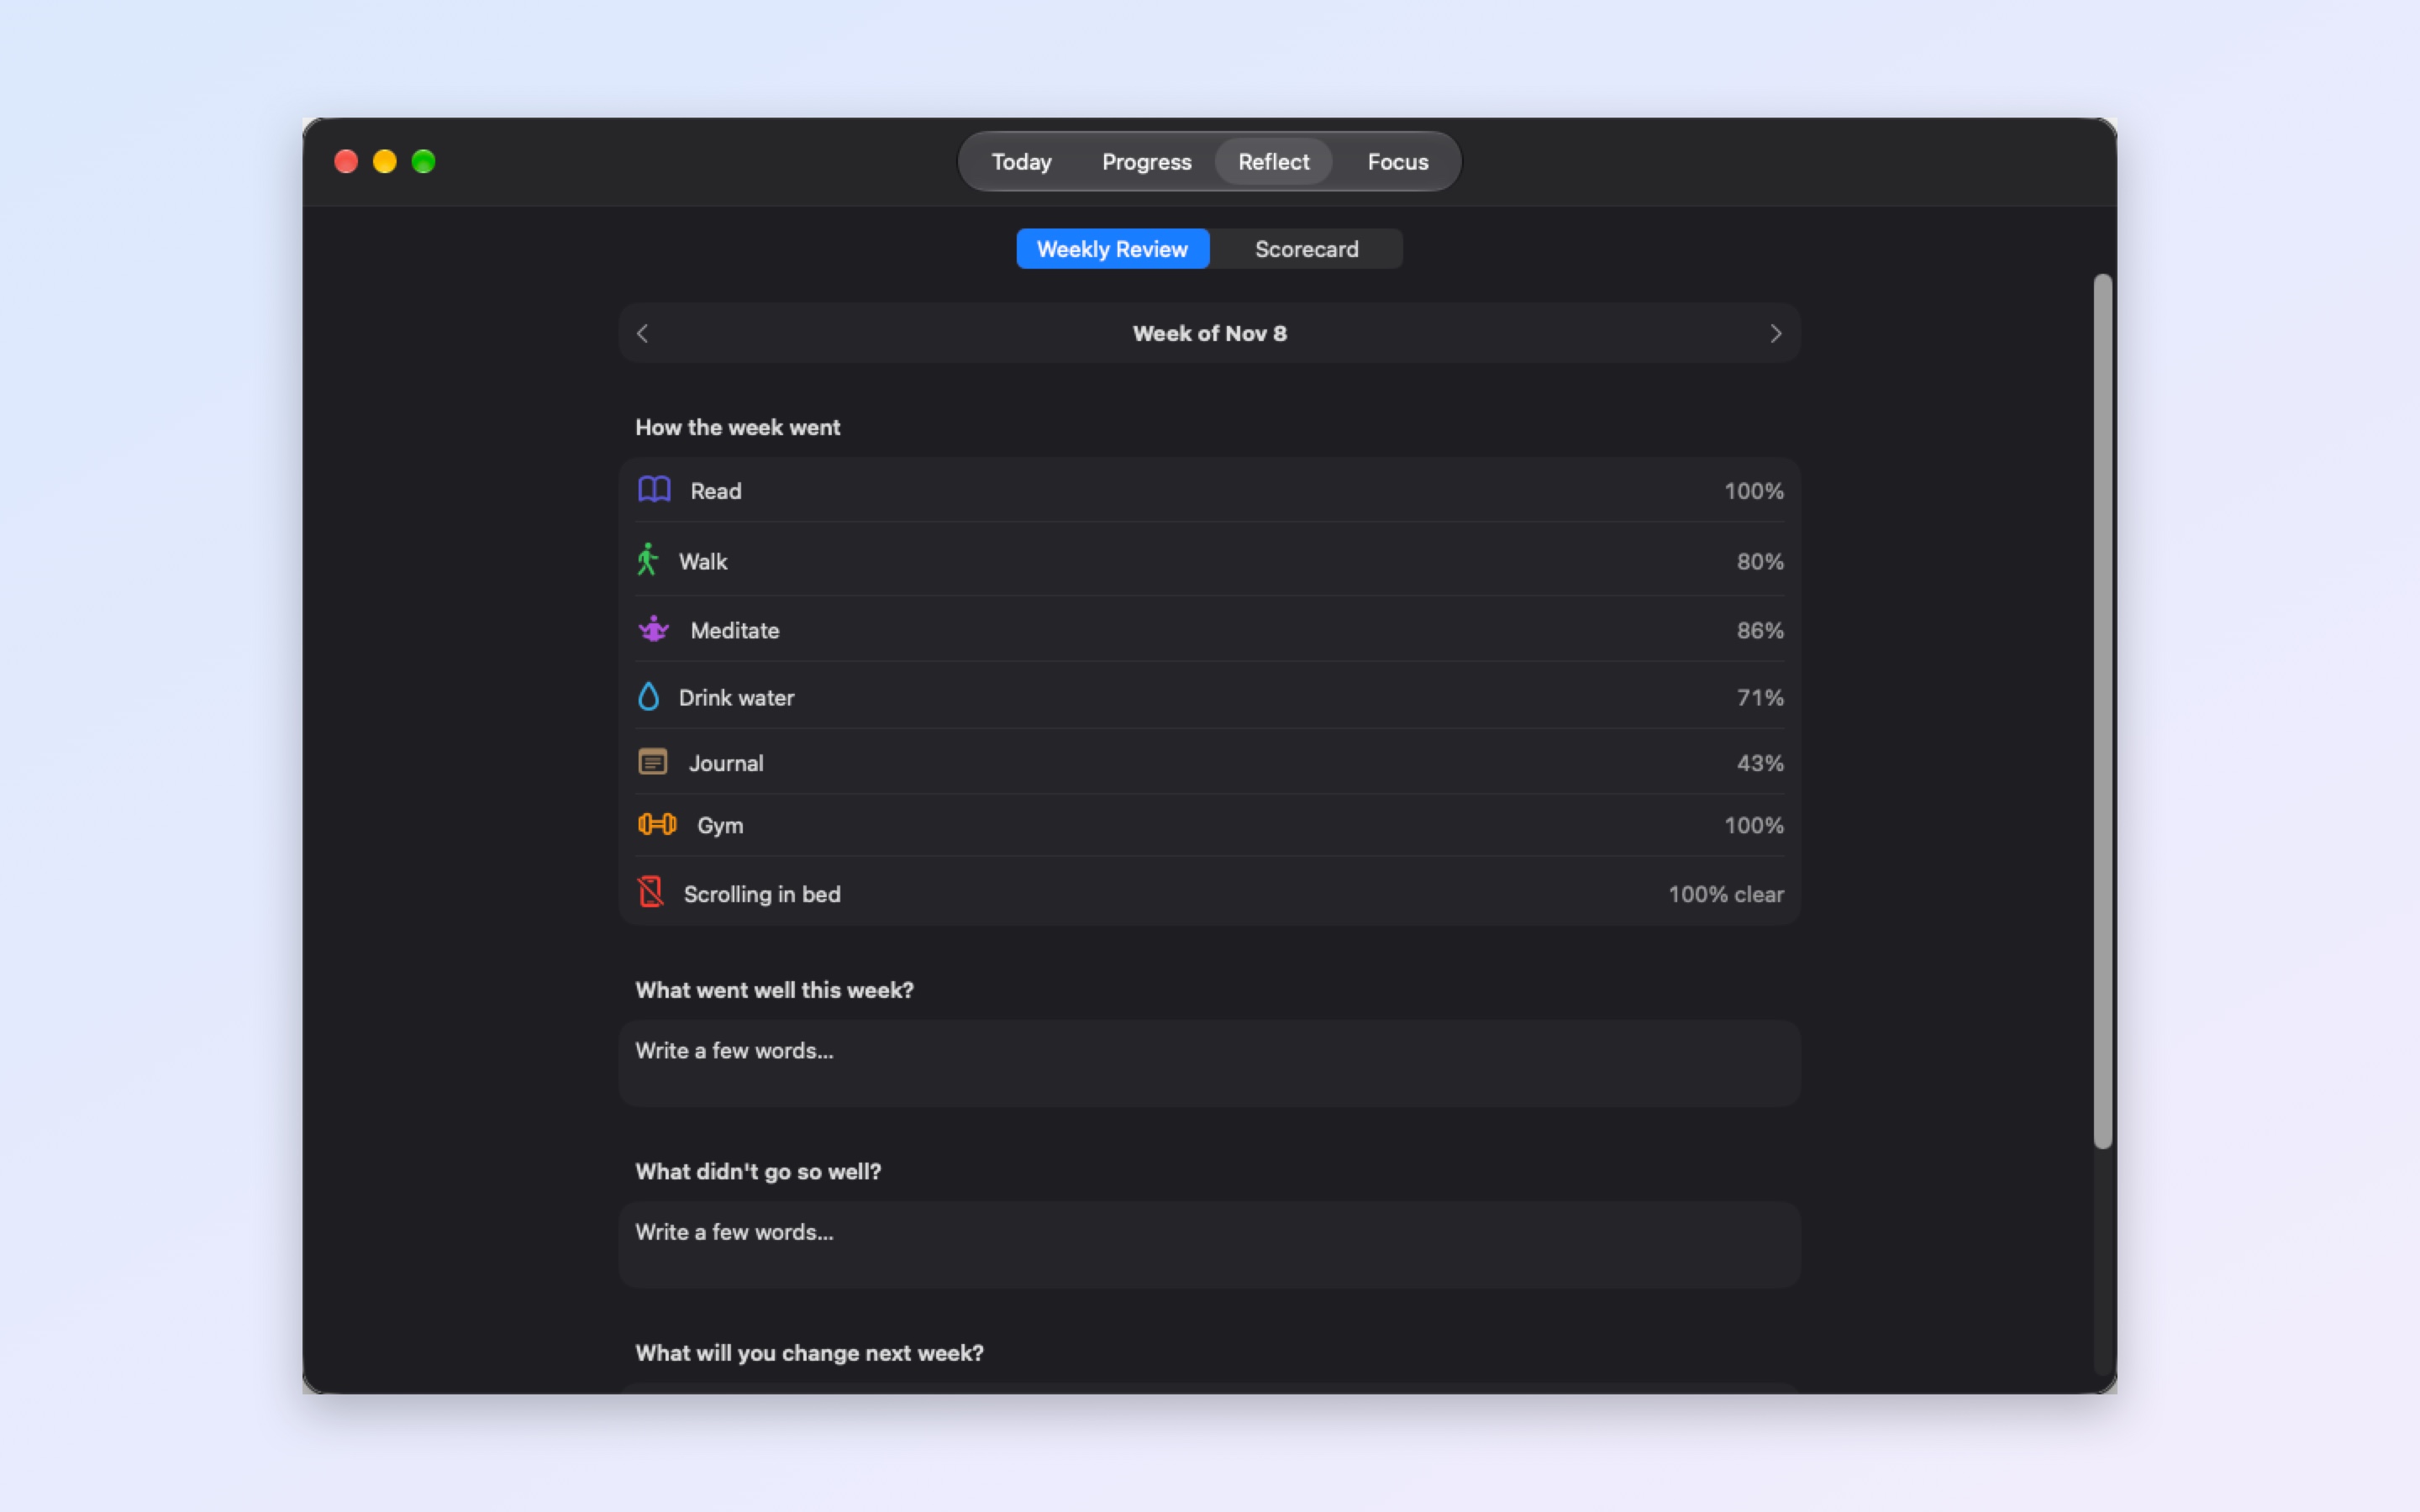 Today Progress Reflect Focus
Weekly Review Scorecard
Week of Nov 8
How the week went
Read 100%
Walk 80%
Meditate 86%
Drink water 71%
Journal 43%
Gym 100%
Scrolling in bed 100% clear
What went well this week?
Write a few words...
What didn't go so well?
Write a few words...
What will you change next week?